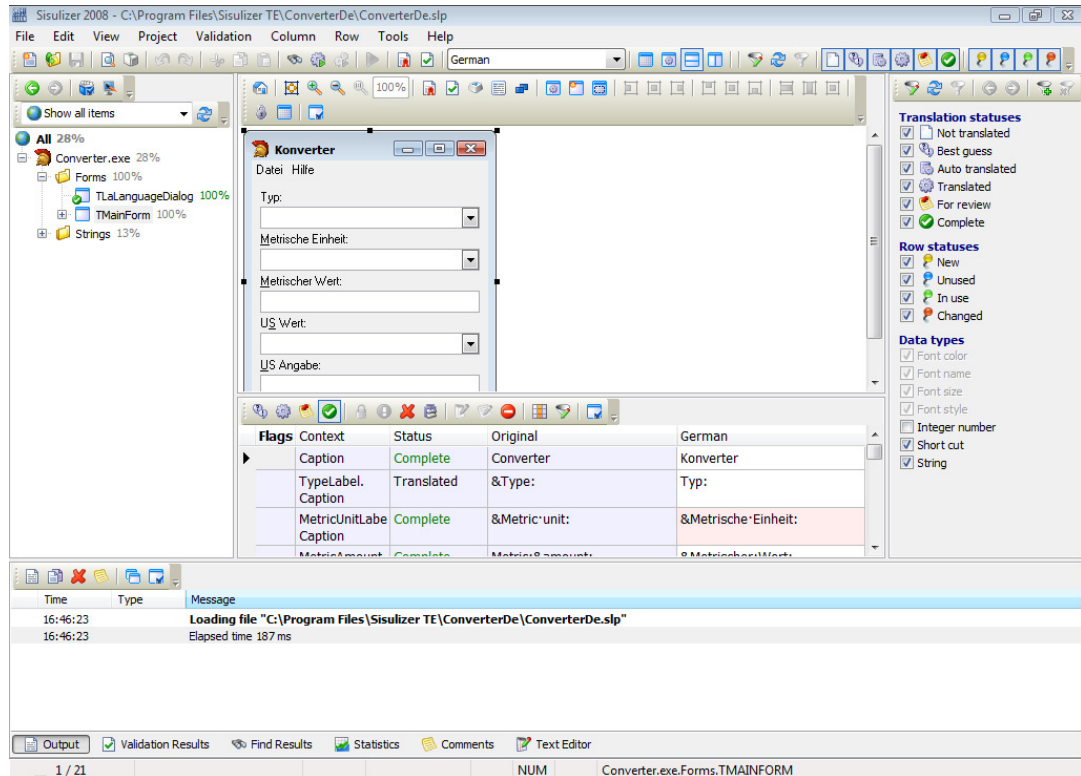 Sisulizer 2008 - C:\Program Files\Sisulizer TE\ConverterDe\ConverterDe.slp
File Edit View Project Validation Column Row Tools Help
German
Show all items
All 28%
Converter.exe 28%
Forms 100%
TLaLanguageDialog 100%
TMainForm 100%
Strings 13%
100%
Konverter
Datei Hilfe
Typ:
Metrische Einheit:
Metrischer Wert:
US Wert:
US Angabe:
Flags Context Status Original German
Caption Complete Converter Konverter
TypeLabel. Translated &Type: Typ:
Caption
MetricUnitLabe Complete &Metric·unit: &Metrische·Einheit:
Caption
MetricAmount Complete Metric·&amount: &Metrischer·Wert:
Translation statuses
Not translated
Best guess
Auto translated
Translated
For review
Complete
Row statuses
New
Unused
In use
Changed
Data types
Font color
Font name
Font size
Font style
Integer number
Short cut
String
Time Type Message
16:46:23 Loading file "C:\Program Files\Sisulizer TE\ConverterDe\ConverterDe.slp"
16:46:23 Elapsed time 187 ms
Output Validation Results Find Results Statistics Comments Text Editor
1 / 21 NUM Converter.exe.Forms.TMAINFORM